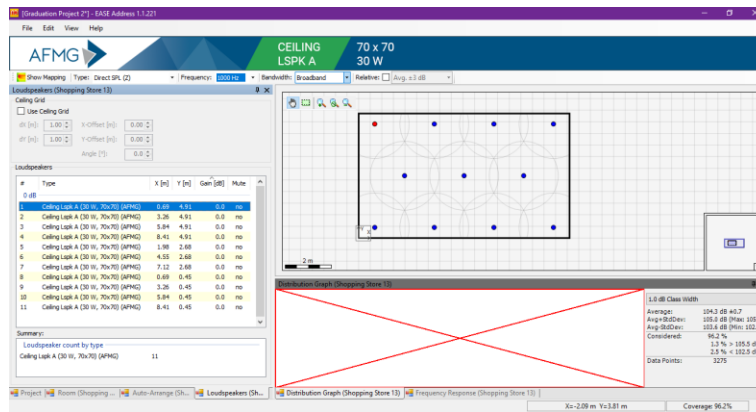 [Graduation Project 2*] - EASE Address 1.1.221
File Edit View Help
AFMG
CEILING 70 x 70
LSPK A 30 W
Show Mapping Type: Direct SPL (Z) Frequency: 1000 Hz Bandwidth: Broadband Relative: Avg. ±3 dB
Loudspeakers (Shopping Store 13)
Ceiling Grid
Use Ceiling Grid
dX [m]: 1.00 X-Offset [m]: 0.00
dY [m]: 1.00 Y-Offset [m]: 0.00
Angle [°]: 0.0
Loudspeakers
# Type X [m] Y [m] Gain [dB] Mute
0 dB
1 Ceiling Lspk A (30 W, 70x70) (AFMG) 0.69 4.91 0.0 no
2 Ceiling Lspk A (30 W, 70x70) (AFMG) 3.26 4.91 0.0 no
3 Ceiling Lspk A (30 W, 70x70) (AFMG) 5.84 4.91 0.0 no
4 Ceiling Lspk A (30 W, 70x70) (AFMG) 8.41 4.91 0.0 no
5 Ceiling Lspk A (30 W, 70x70) (AFMG) 1.98 2.68 0.0 no
6 Ceiling Lspk A (30 W, 70x70) (AFMG) 4.55 2.68 0.0 no
7 Ceiling Lspk A (30 W, 70x70) (AFMG) 7.12 2.68 0.0 no
8 Ceiling Lspk A (30 W, 70x70) (AFMG) 0.69 0.45 0.0 no
9 Ceiling Lspk A (30 W, 70x70) (AFMG) 3.26 0.45 0.0 no
10 Ceiling Lspk A (30 W, 70x70) (AFMG) 5.84 0.45 0.0 no
11 Ceiling Lspk A (30 W, 70x70) (AFMG) 8.41 0.45 0.0 no
Summary:
Loudspeaker count by type
Ceiling Lspk A (30 W, 70x70) (AFMG) 11
X
2 m
Distribution Graph (Shopping Store 13)
1.0 dB Class Width
Average: 104.3 dB ±0.7
Avg+StdDev: 105.0 dB (Max: 105
Avg-StdDev: 103.6 dB (Min: 102.
Considered: 96.2 %
1.3 % > 105.5 d
2.5 % < 102.5 d
Data Points: 3275
Project Room (Shopping ... Auto-Arrange (Sh... Loudspeakers (Sh... Distribution Graph (Shopping Store 13) Frequency Response (Shopping Store 13)
X=-2.09 m Y=3.81 m Coverage: 96.2%